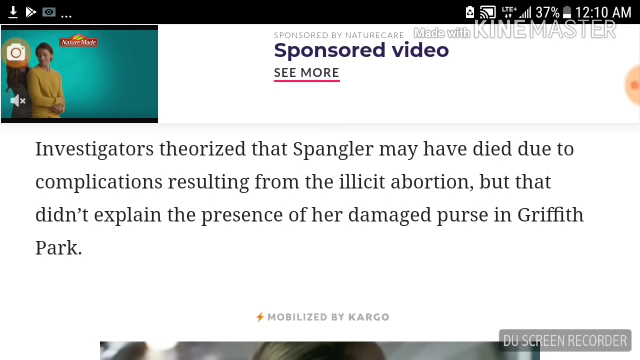 37% 12:10 AM
LTE+
Nature Made
SPONSORED BY NATURECARE
Made with KINEMASTER
Sponsored video
SEE MORE
Investigators theorized that Spangler may have died due to
complications resulting from the illicit abortion, but that
didn’t explain the presence of her damaged purse in Griffith
Park.
MOBILIZED BY KARGO
DU SCREEN RECORDER